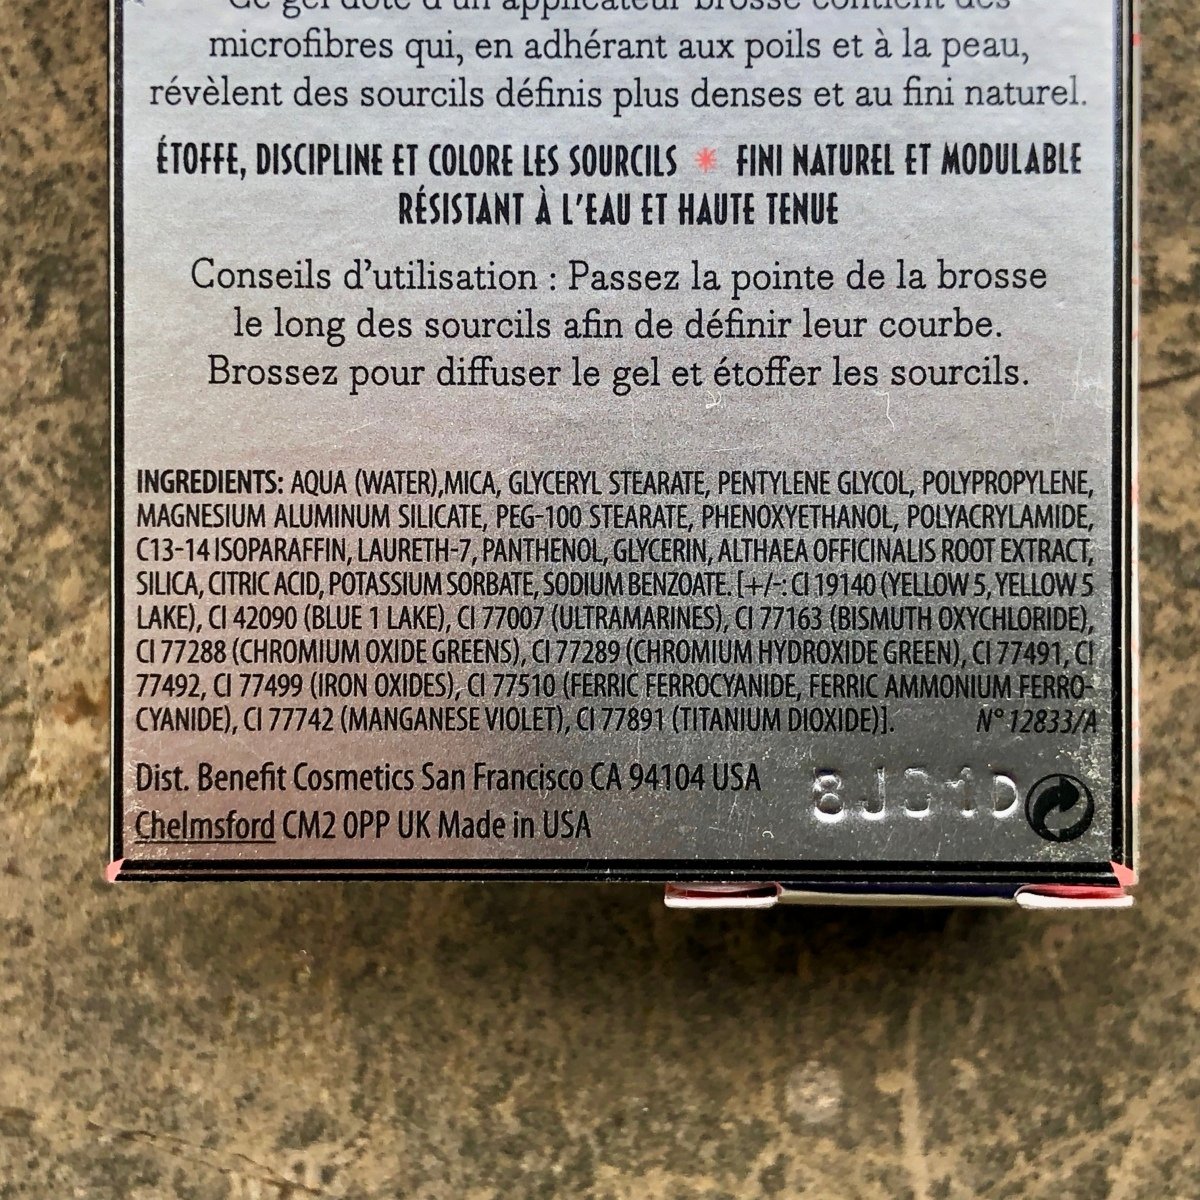 Ce gel doté d'un applicateur brosse contient des
microfibres qui, en adhérant aux poils et à la peau,
révèlent des sourcils définis plus denses et au fini naturel.
ÉTOFFE, DISCIPLINE ET COLORE LES SOURCILS * FINI NATUREL ET MODULABLE
RÉSISTANT À L'EAU ET HAUTE TENUE
Conseils d'utilisation : Passez la pointe de la brosse
le long des sourcils afin de définir leur courbe.
Brossez pour diffuser le gel et étoffer les sourcils.
INGREDIENTS: AQUA (WATER),MICA, GLYCERYL STEARATE, PENTYLENE GLYCOL, POLYPROPYLENE,
MAGNESIUM ALUMINUM SILICATE, PEG-100 STEARATE, PHENOXYETHANOL, POLYACRYLAMIDE,
C13-14 ISOPARAFFIN, LAURETH-7, PANTHENOL, GLYCERIN, ALTHAEA OFFICINALIS ROOT EXTRACT,
SILICA, CITRIC ACID, POTASSIUM SORBATE, SODIUM BENZOATE. [+/-: CI 19140 (YELLOW 5, YELLOW 5
LAKE), CI 42090 (BLUE 1 LAKE), CI 77007 (ULTRAMARINES), CI 77163 (BISMUTH OXYCHLORIDE),
CI 77288 (CHROMIUM OXIDE GREENS), CI 77289 (CHROMIUM HYDROXIDE GREEN), CI 77491, CI
77492, CI 77499 (IRON OXIDES), CI 77510 (FERRIC FERROCYANIDE, FERRIC AMMONIUM FERRO-
CYANIDE), CI 77742 (MANGANESE VIOLET), CI 77891 (TITANIUM DIOXIDE)]. N° 12833/A
Dist. Benefit Cosmetics San Francisco CA 94104 USA
Chelmsford CM2 0PP UK Made in USA